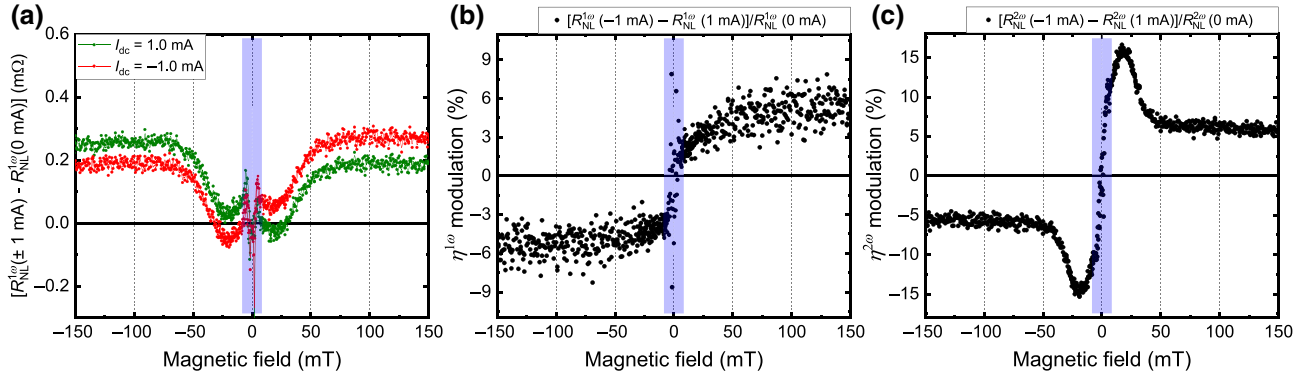 (a)
I_dc = 1.0 mA
I_dc = −1.0 mA
[R_NL^1ω(± 1 mA) - R_NL^1ω(0 mA)] (mΩ)
0.6
0.4
0.2
0.0
−0.2
−150 −100 −50 0 50 100 150
Magnetic field (mT)
(b)
[R_NL^1ω (−1 mA) − R_NL^1ω (1 mA)]/R_NL^1ω (0 mA)
η^1ω modulation (%)
9
6
3
0
−3
−6
−9
−150 −100 −50 0 50 100 150
Magnetic field (mT)
(c)
[R_NL^2ω (-1 mA) − R_NL^2ω (1 mA)]/R_NL^2ω (0 mA)
η^2ω modulation (%)
15
10
5
0
−5
−10
−15
−150 −100 −50 0 50 100 150
Magnetic field (mT)